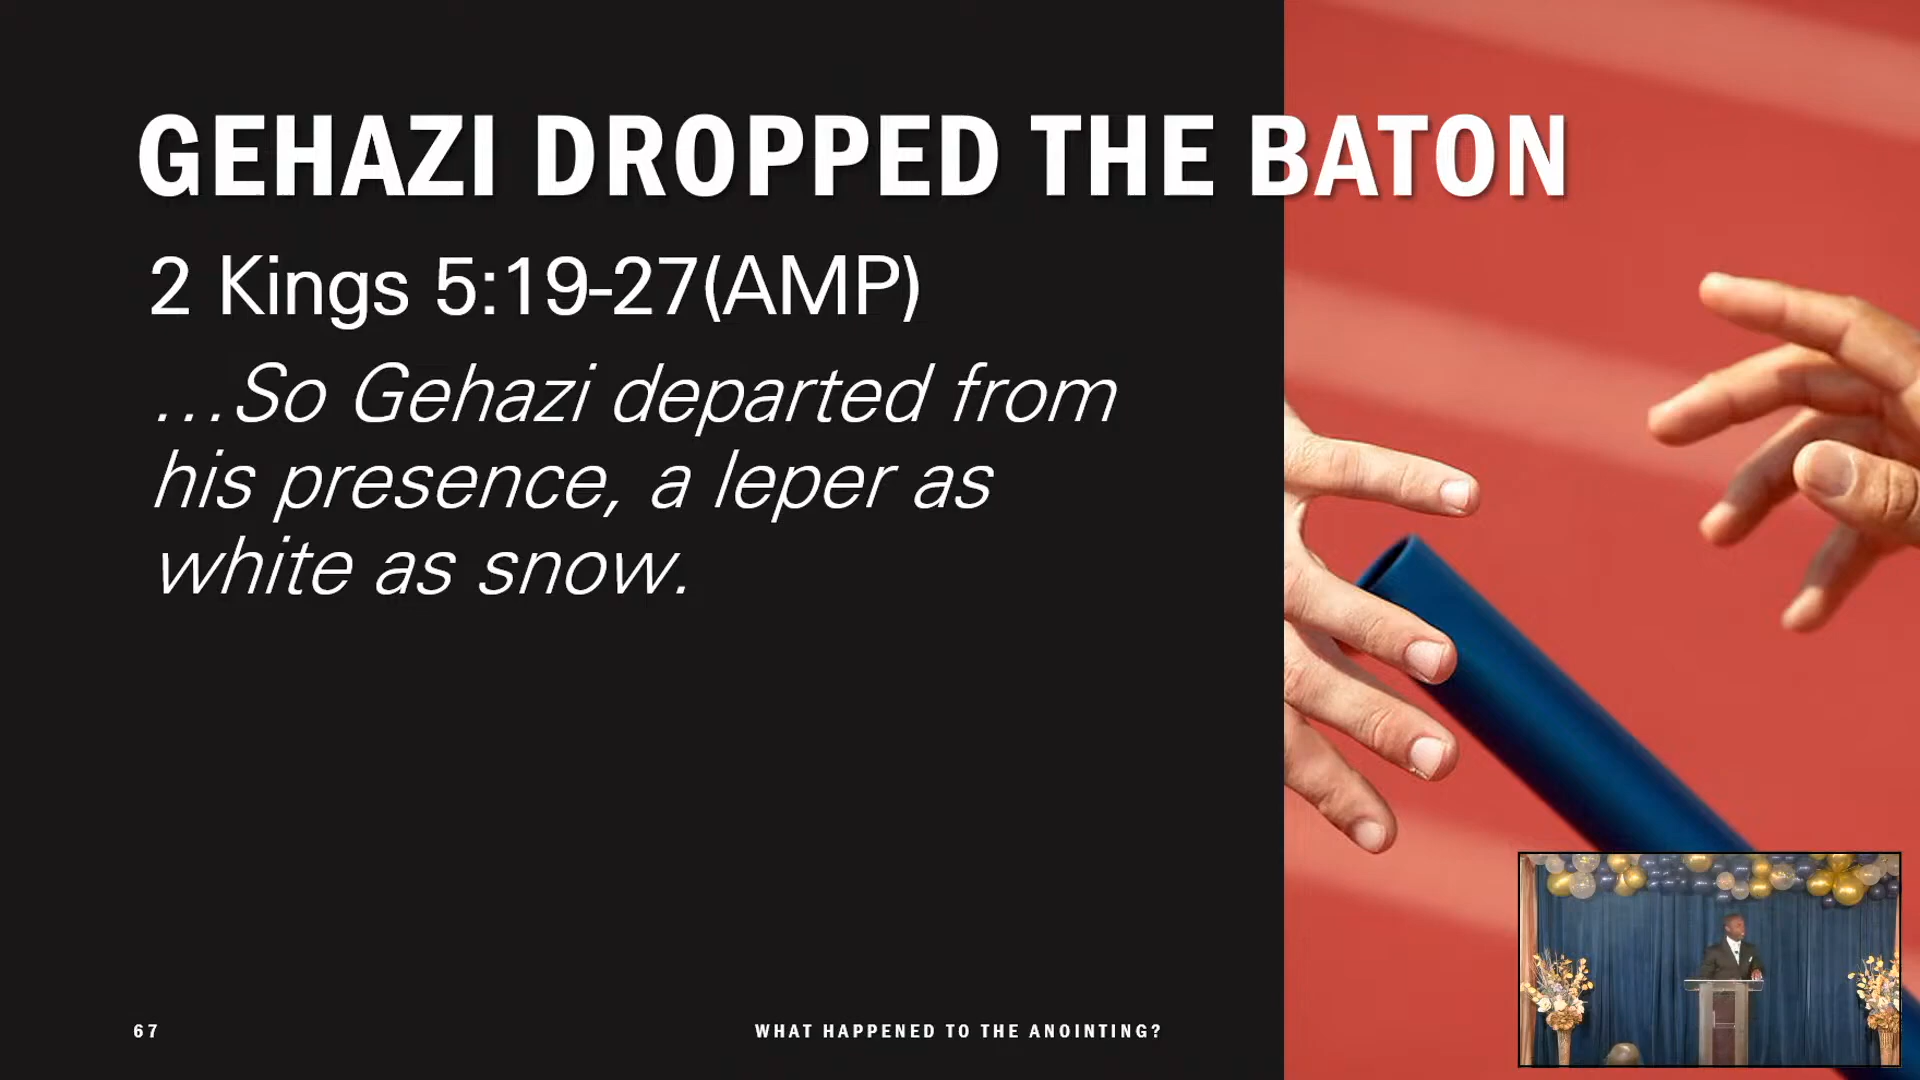 GEHAZI DROPPED THE BATON
2 Kings 5:19-27(AMP)
…So Gehazi departed from
his presence, a leper as
white as snow.
67
WHAT HAPPENED TO THE ANOINTING?